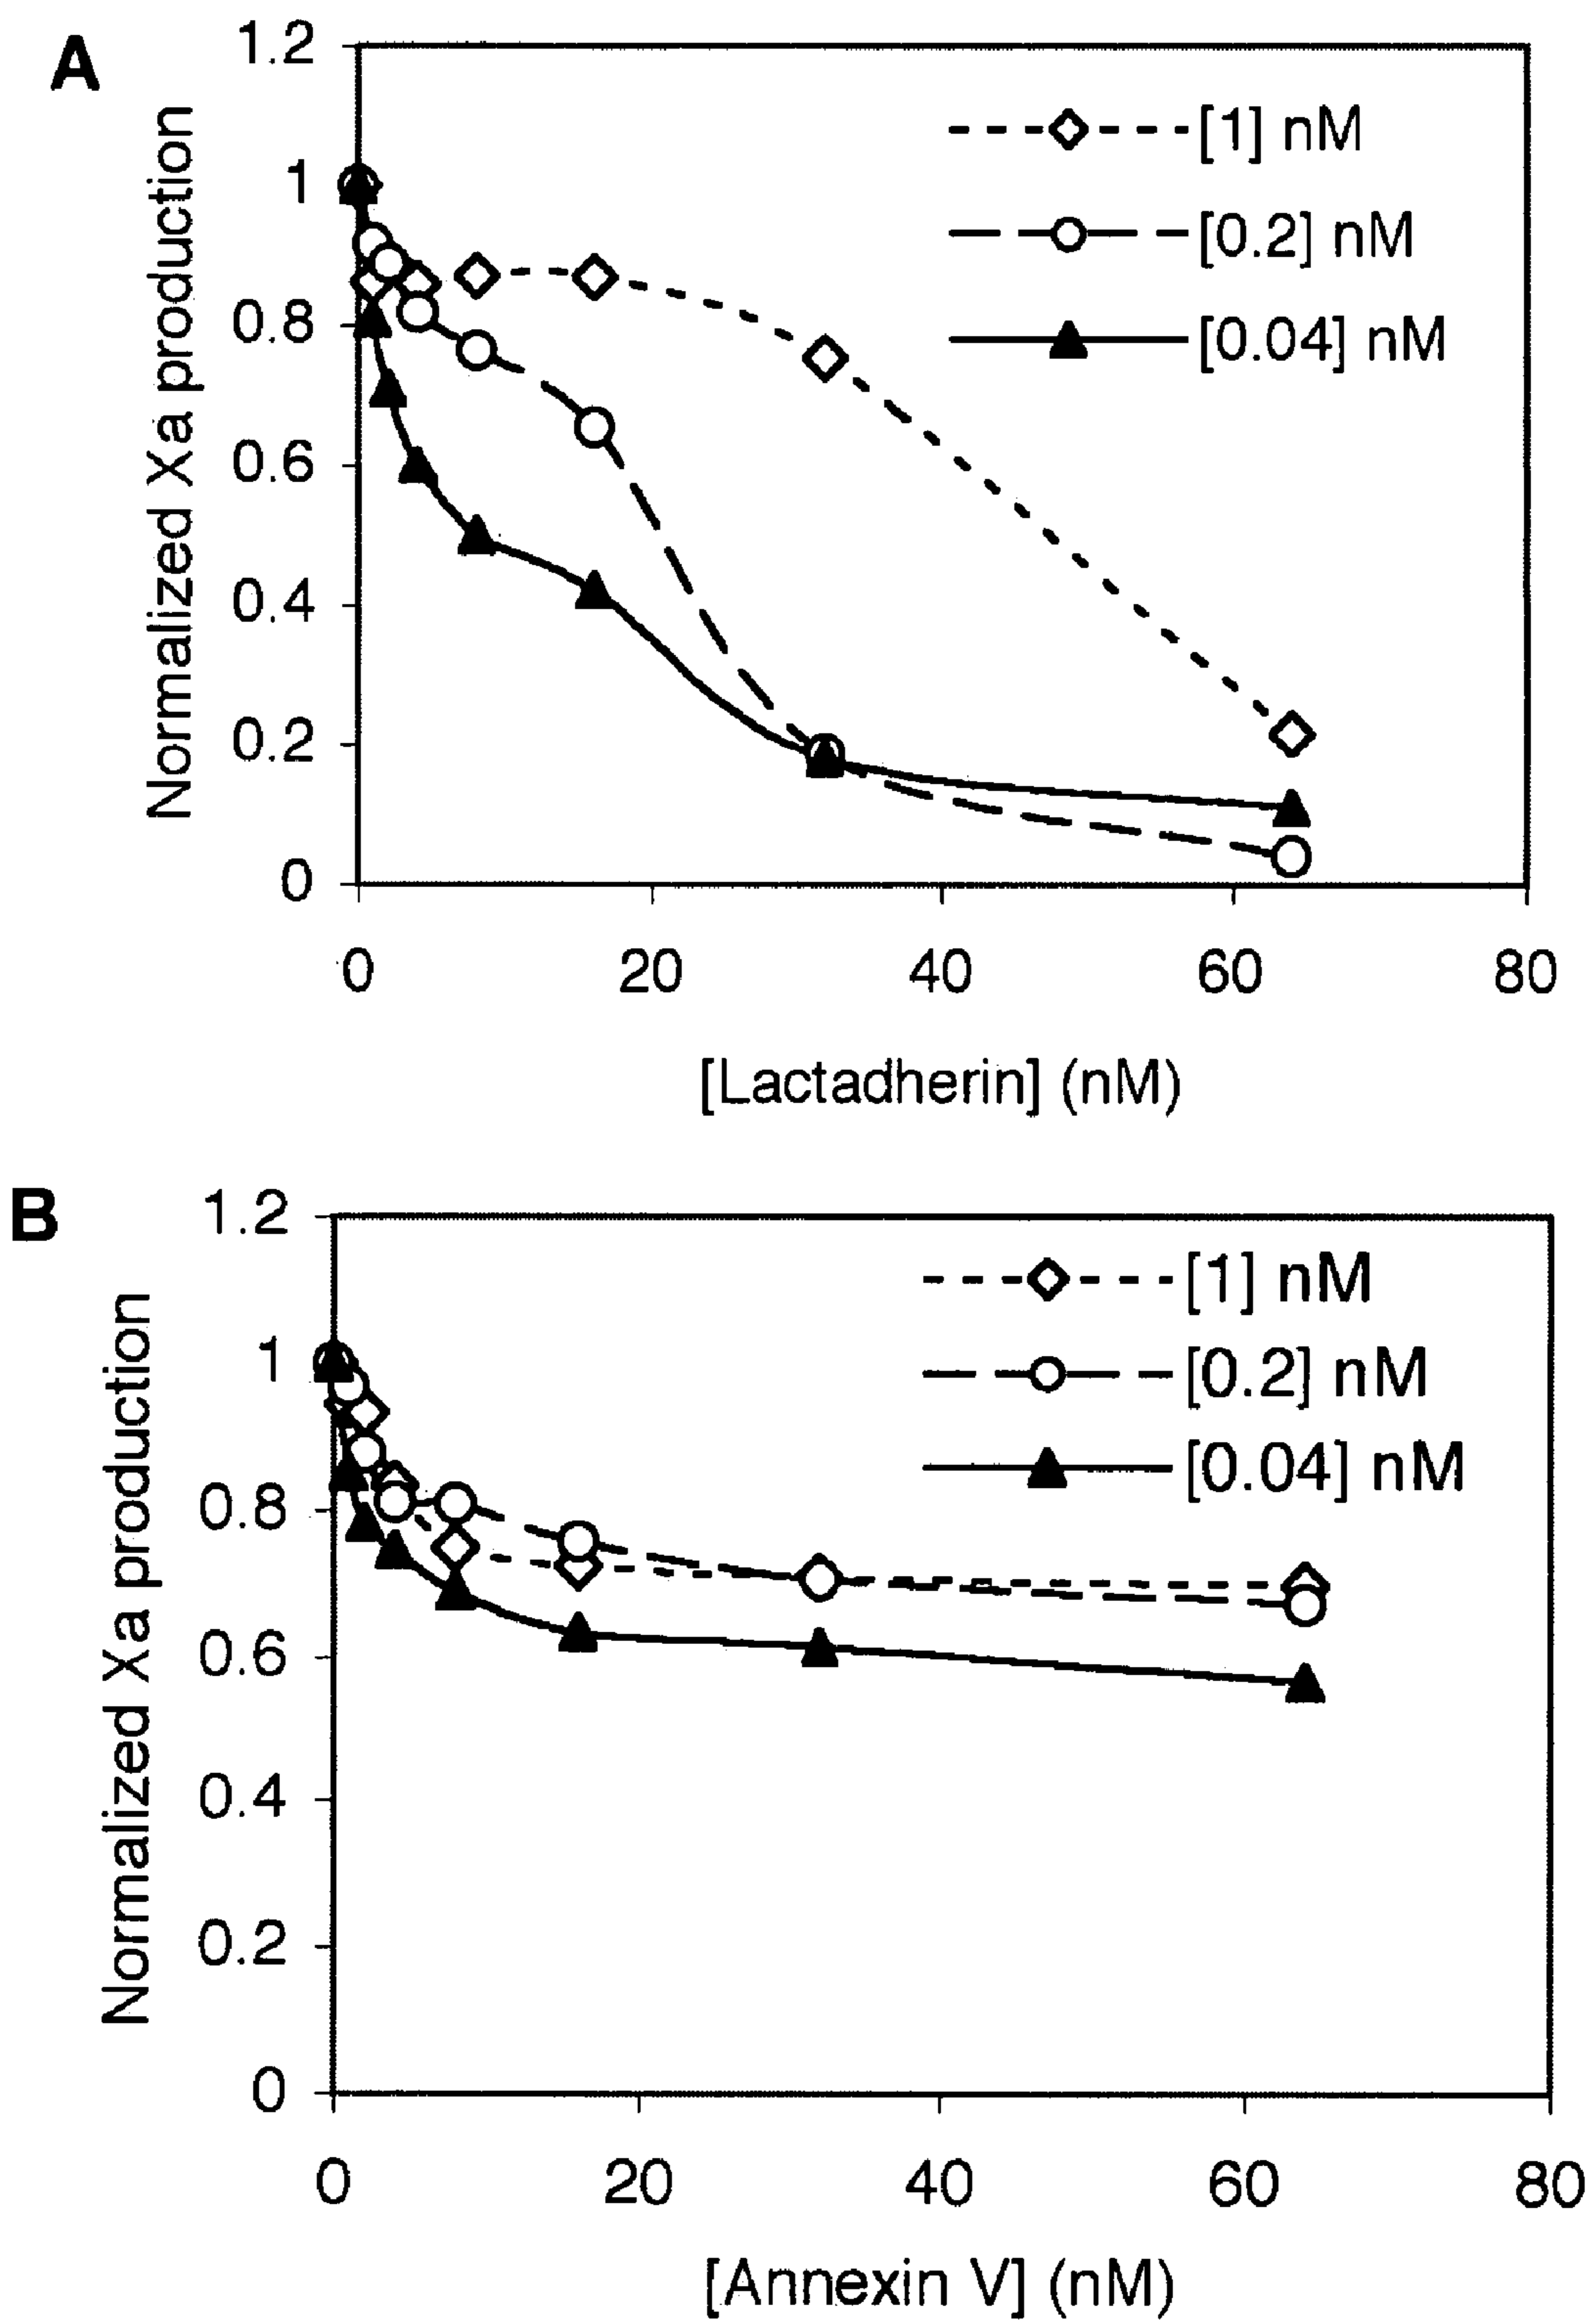 A
1.2
1
0.8
0.6
0.4
0.2
0
Normalized Xa production
[1] nM
[0.2] nM
[0.04] nM
0 20 40 60 80
[Lactadherin] (nM)
B
1.2
1
0.8
0.6
0.4
0.2
0
Normalized Xa production
[1] nM
[0.2] nM
[0.04] nM
0 20 40 60 80
[Annexin V] (nM)